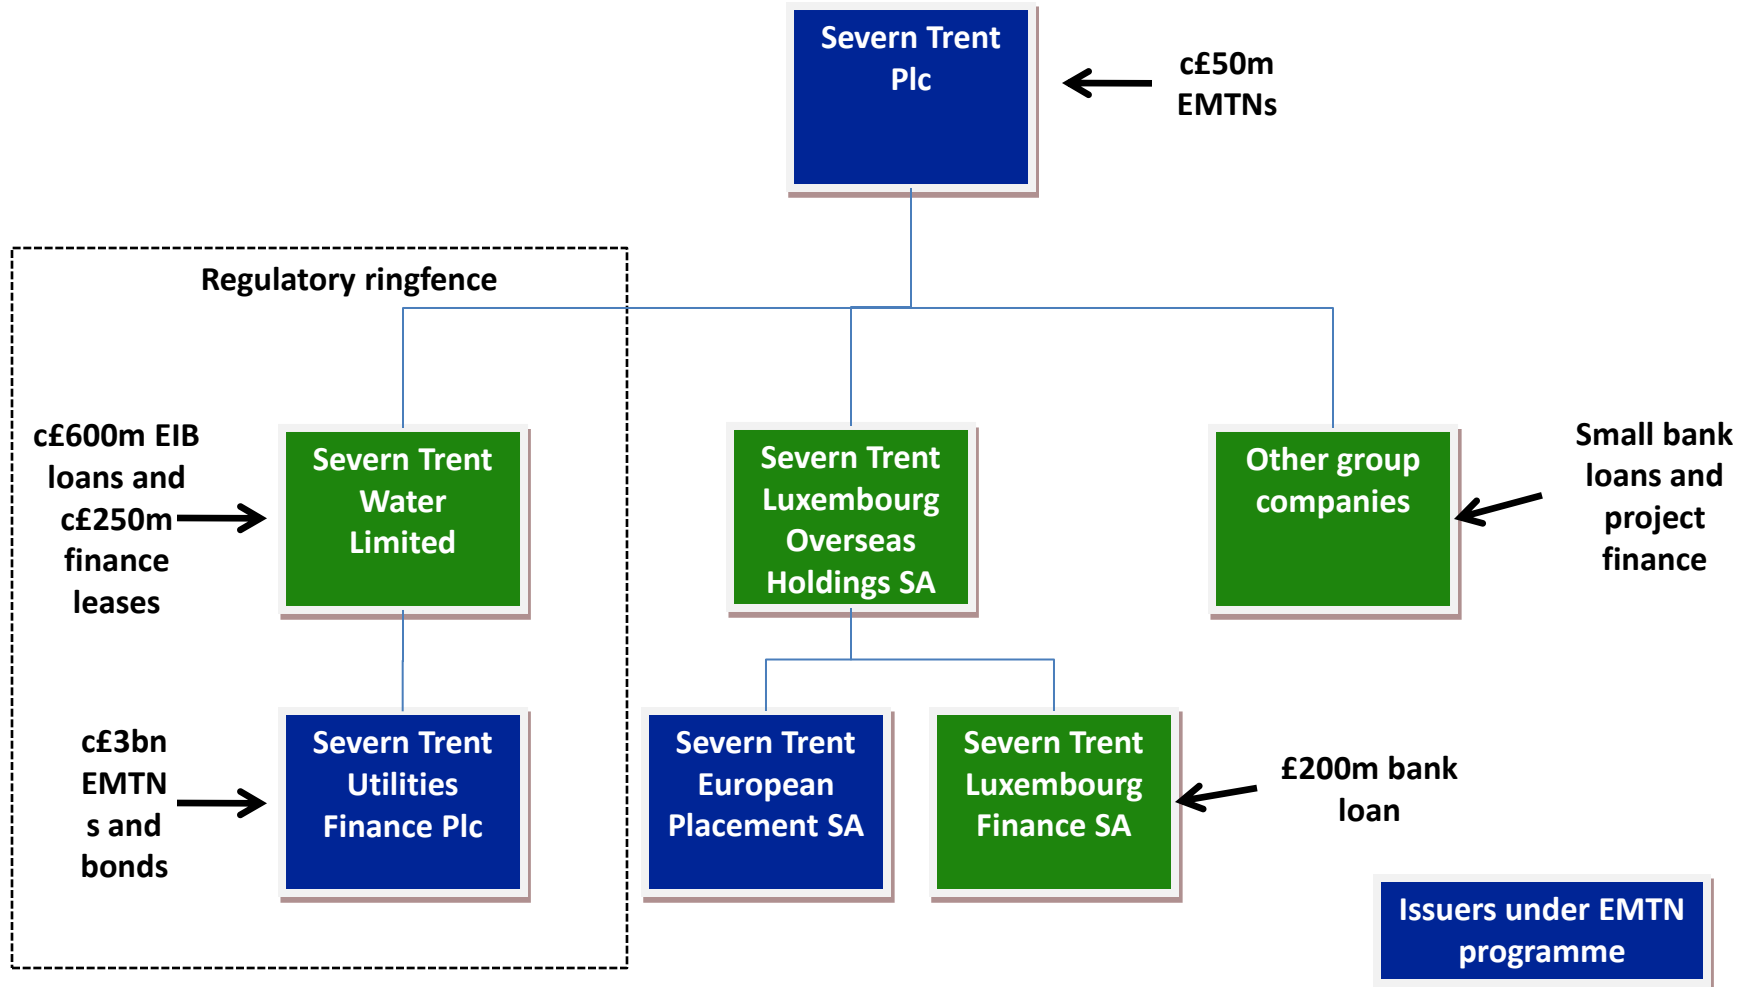 Severn Trent
Plc
c£50m
EMTNs
Regulatory ringfence
c£600m EIB
loans and
c£250m
finance
leases
Severn Trent
Water
Limited
Severn Trent
Luxembourg
Overseas
Holdings SA
Other group
companies
Small bank
loans and
project
finance
c£3bn
EMTN
s and
bonds
Severn Trent
Utilities
Finance Plc
Severn Trent
European
Placement SA
Severn Trent
Luxembourg
Finance SA
£200m bank
loan
Issuers under EMTN
programme